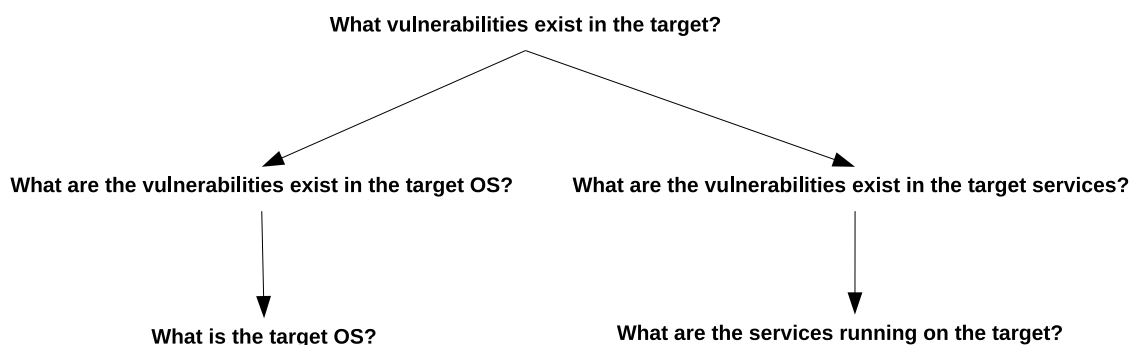 What vulnerabilities exist in the target?
What are the vulnerabilities exist in the target OS?
What are the vulnerabilities exist in the target services?
What is the target OS?
What are the services running on the target?